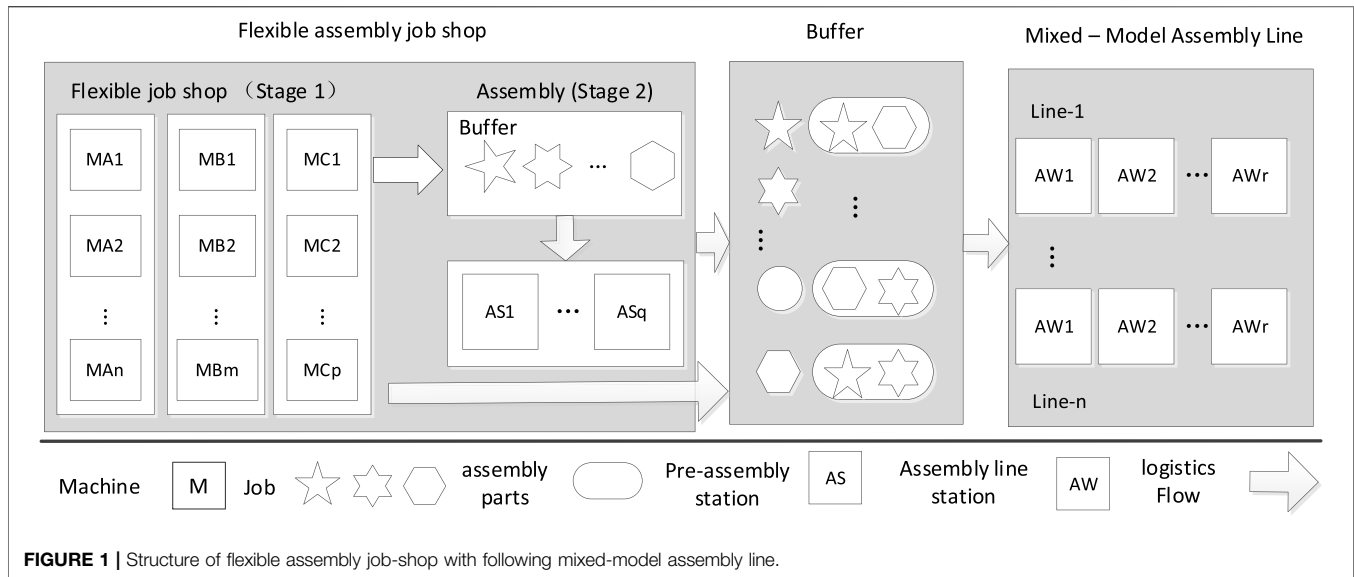 Flexible assembly job shop
Buffer
Mixed – Model Assembly Line
Flexible job shop （Stage 1）
Assembly (Stage 2)
MA1
MB1
MC1
MA2
MB2
MC2
⋮
⋮
⋮
MAn
MBm
MCp
Buffer
...
AS1
...
ASq
⋮
⋮
Line-1
AW1
AW2
...
AWr
⋮
AW1
AW2
...
AWr
Line-n
Machine
M
Job
assembly
parts
Pre-assembly
station
AS
Assembly line
station
AW
logistics
Flow
FIGURE 1 | Structure of flexible assembly job-shop with following mixed-model assembly line.